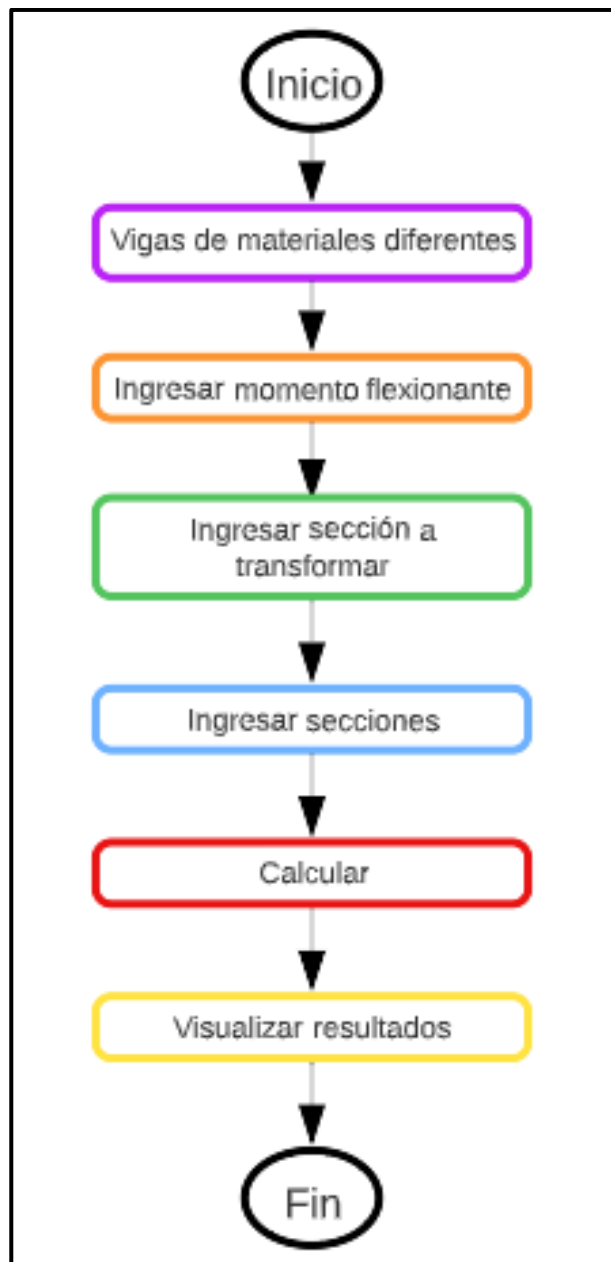 Inicio
Vigas de materiales diferentes
Ingresar momento flexionante
Ingresar sección a
transformar
Ingresar secciones
Calcular
Visualizar resultados
Fin